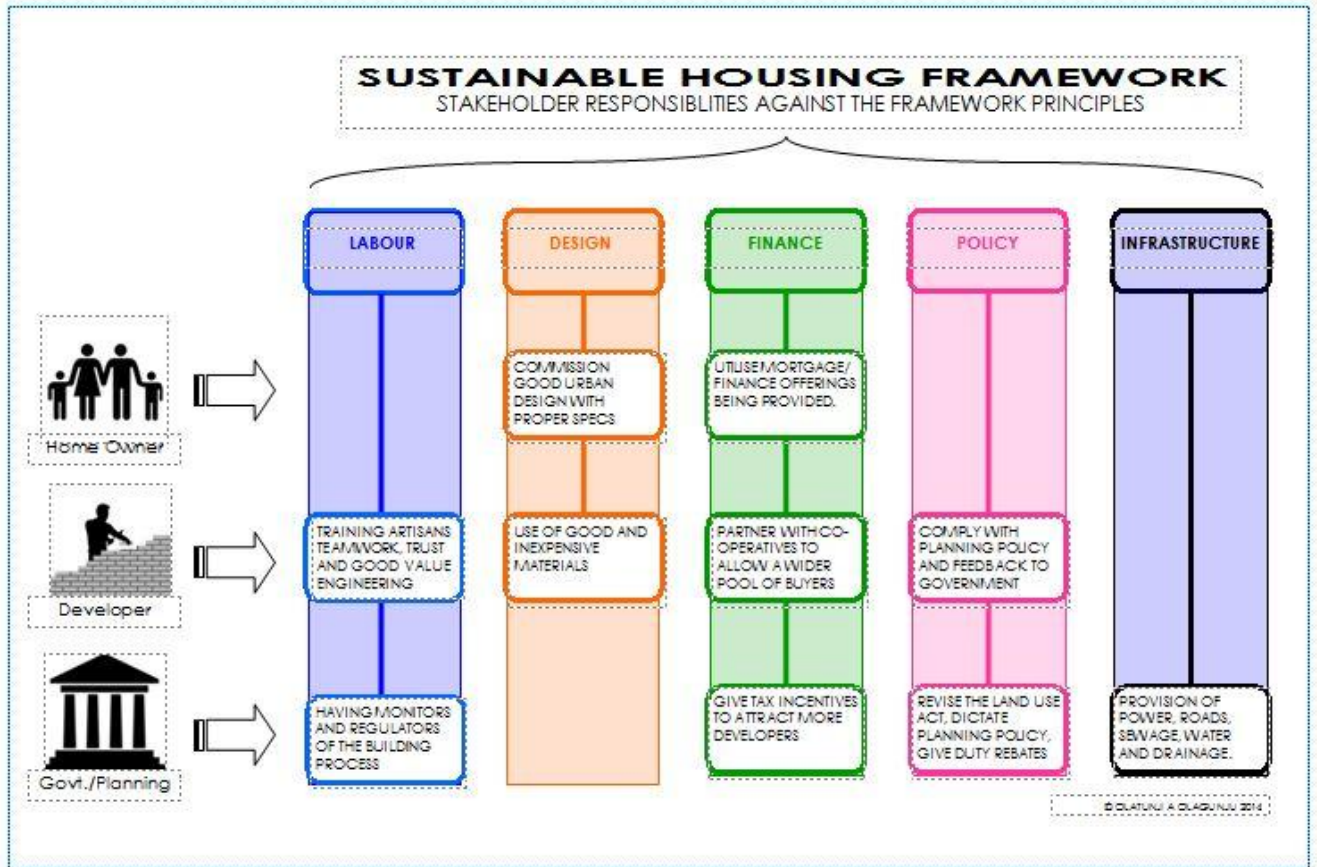 SUSTAINABLE HOUSING FRAMEWORK
STAKEHOLDER RESPONSIBLITIES AGAINST THE FRAMEWORK PRINCIPLES
LABOUR
DESIGN
FINANCE
POLICY
INFRASTRUCTURE
Home Owner
COMMISSION
GOOD URBAN
DESIGN WITH
PROPER SPECS
UTILISE MORTGAGE/
FINANCE OFFERINGS
BEING PROVIDED.
Developer
TRAINING ARTISANS
TEAMWORK, TRUST
AND GOOD VALUE
ENGINEERING
USE OF GOOD AND
INEXPENSIVE
MATERIALS
PARTNER WITH CO-
OPERATIVES TO
ALLOW A WIDER
POOL OF BUYERS
COMPLY WITH
PLANNING POLICY
AND FEEDBACK TO
GOVERNMENT
Govt./Planning
HAVING MONITORS
AND REGULATORS
OF THE BUILDING
PROCESS
GIVE TAX INCENTIVES
TO ATTRACT MORE
DEVELOPERS
REVISE THE LAND USE
ACT, DICTATE
PLANNING POLICY,
GIVE DUTY REBATES
PROVISION OF
POWER, ROADS,
SEWAGE, WATER
AND DRAINAGE.
© OLATUNJI A OLAGUNJU 2014